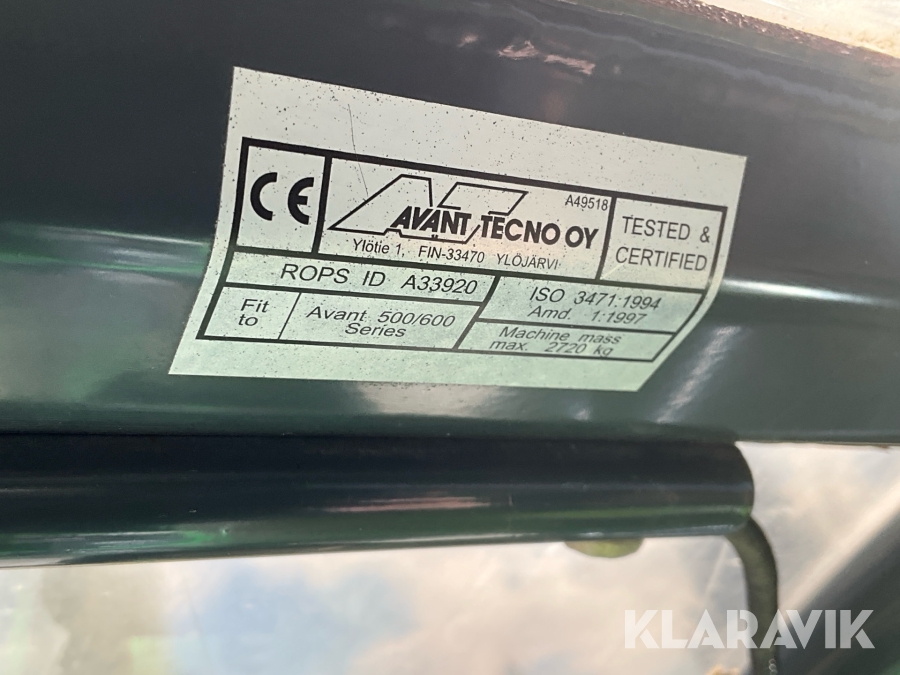 CE
AVANT TECNO OY
A49518
Ylötie 1, FIN-33470 YLÖJÄRVI
TESTED &
CERTIFIED
ROPS ID A33920
ISO 3471:1994
Amd. 1:1997
Fit
to
Avant 500/600
Series
Machine mass
max. 2720 kg
KLARAVIK